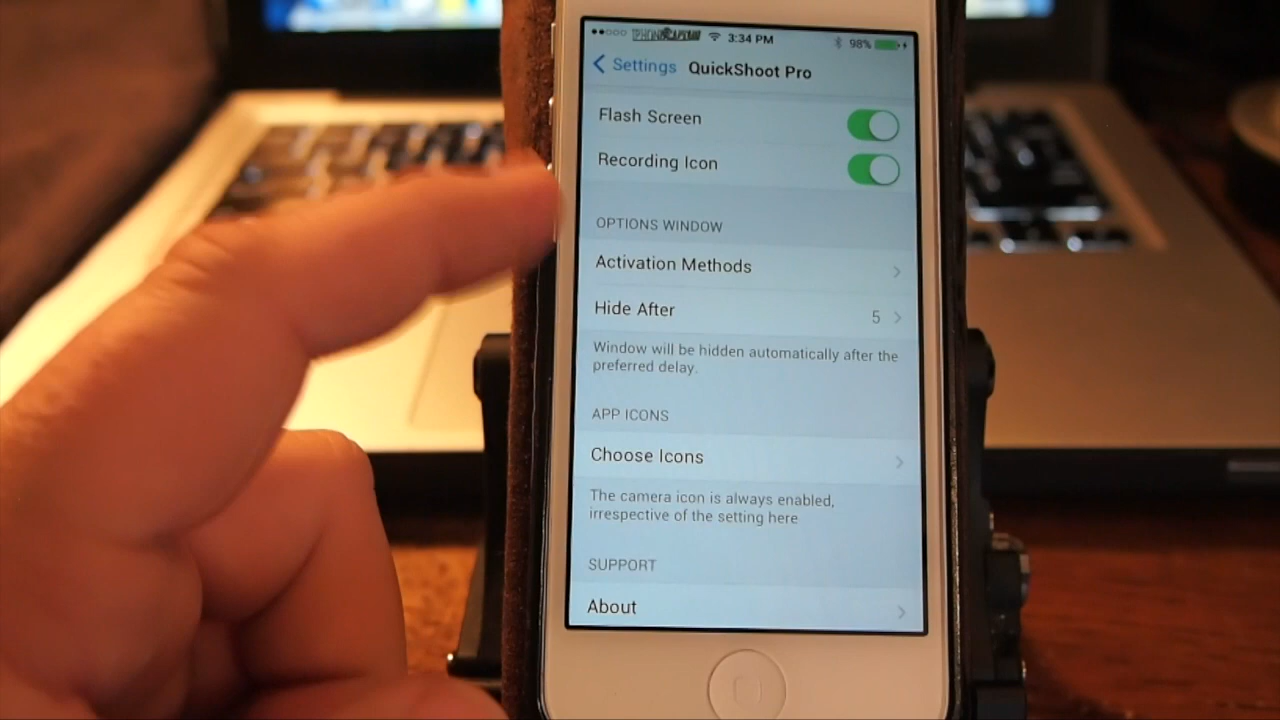 3:34 PM
98%
Settings
QuickShoot Pro
Flash Screen
Recording Icon
OPTIONS WINDOW
Activation Methods
Hide After
5
Window will be hidden automatically after the
preferred delay.
APP ICONS
Choose Icons
The camera icon is always enabled,
irrespective of the setting here
SUPPORT
About